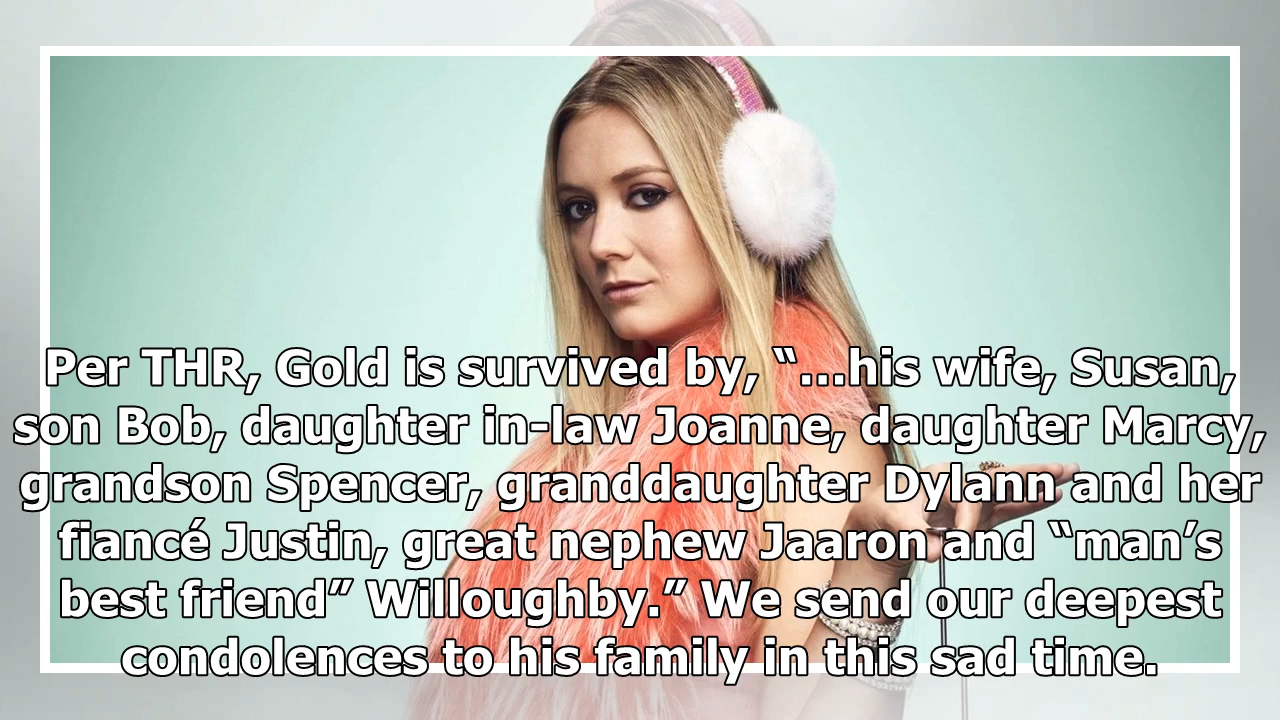 Per THR, Gold is survived by, “...his wife, Susan,
son Bob, daughter in-law Joanne, daughter Marcy,
grandson Spencer, granddaughter Dylann and her
fiancé Justin, great nephew Jaaron and “man’s
best friend” Willoughby.” We send our deepest
condolences to his family in this sad time.